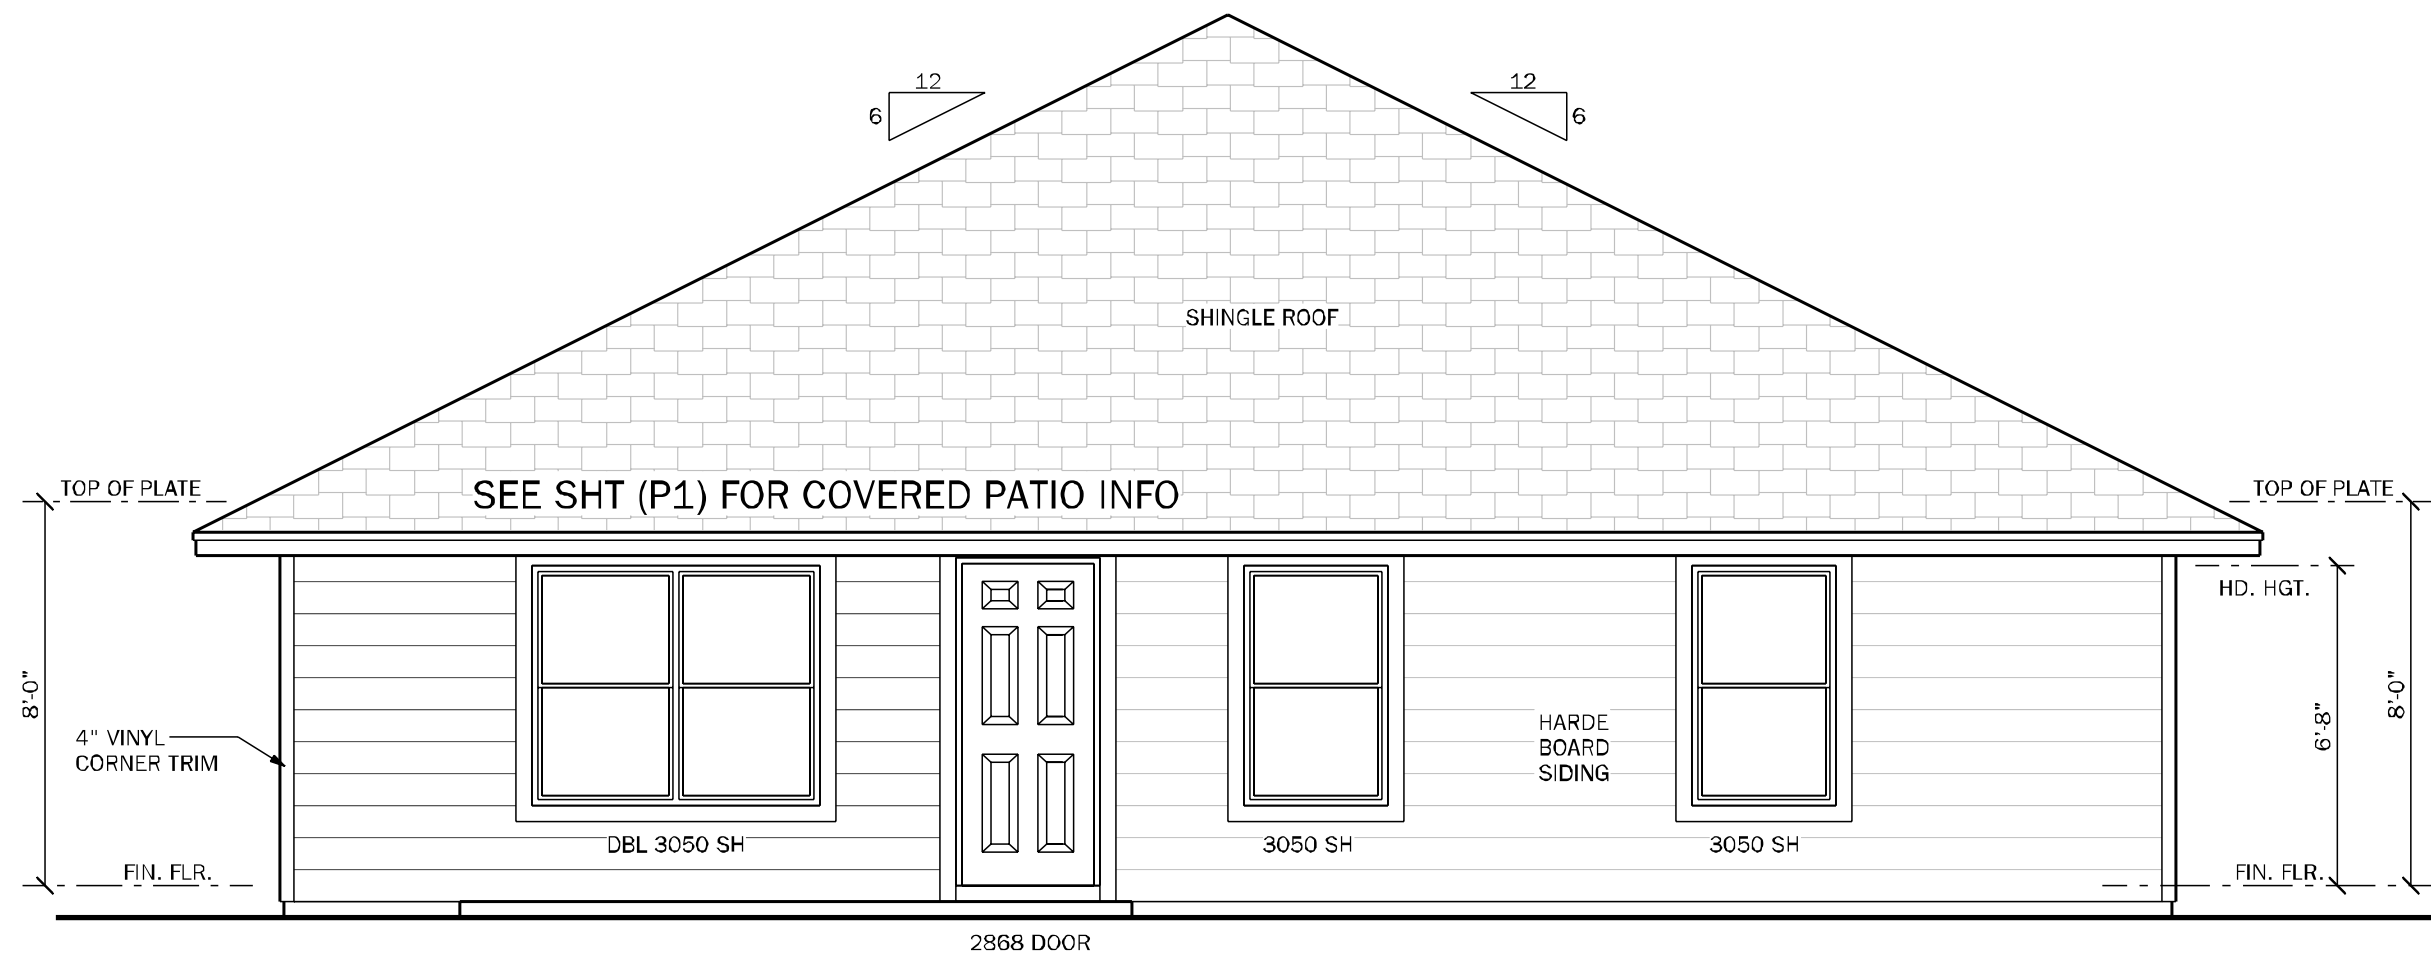 12
12
6
6
SHINGLE ROOF
TOP OF PLATE
SEE SHT (P1) FOR COVERED PATIO INFO
TOP OF PLATE
HD. HGT.
8'-0"
8'-0"
6'-8"
4" VINYL
CORNER TRIM
HARDE
BOARD
SIDING
DBL 3050 SH
3050 SH
3050 SH
FIN. FLR.
FIN. FLR.
2868 DOOR